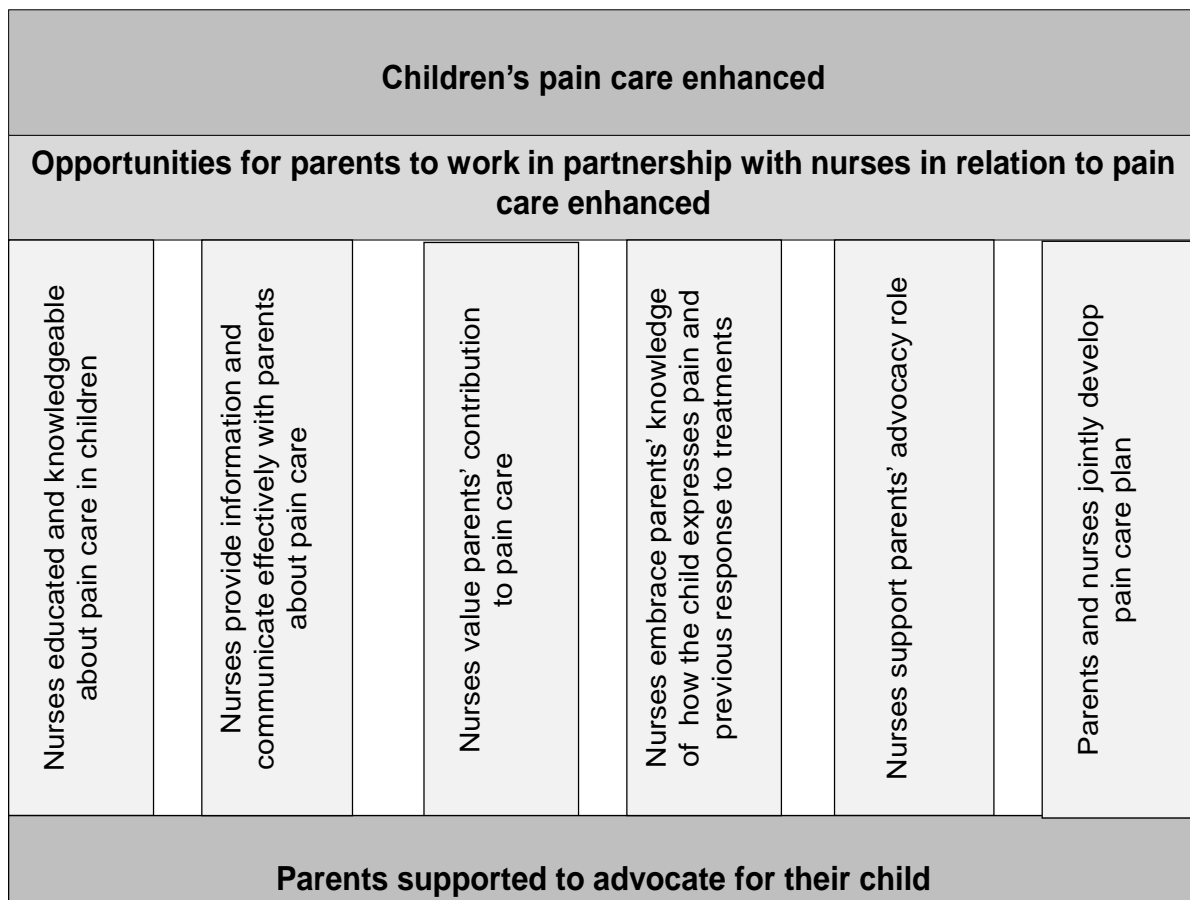 Children’s pain care enhanced
Opportunities for parents to work in partnership with nurses in relation to pain
care enhanced
Nurses educated and knowledgeable
about pain care in children
Nurses provide information and
communicate effectively with parents
about pain care
Nurses value parents’ contribution
to pain care
Nurses embrace parents’ knowledge
of how the child expresses pain and
previous response to treatments
Nurses support parents’ advocacy role
Parents and nurses jointly develop
pain care plan
Parents supported to advocate for their child